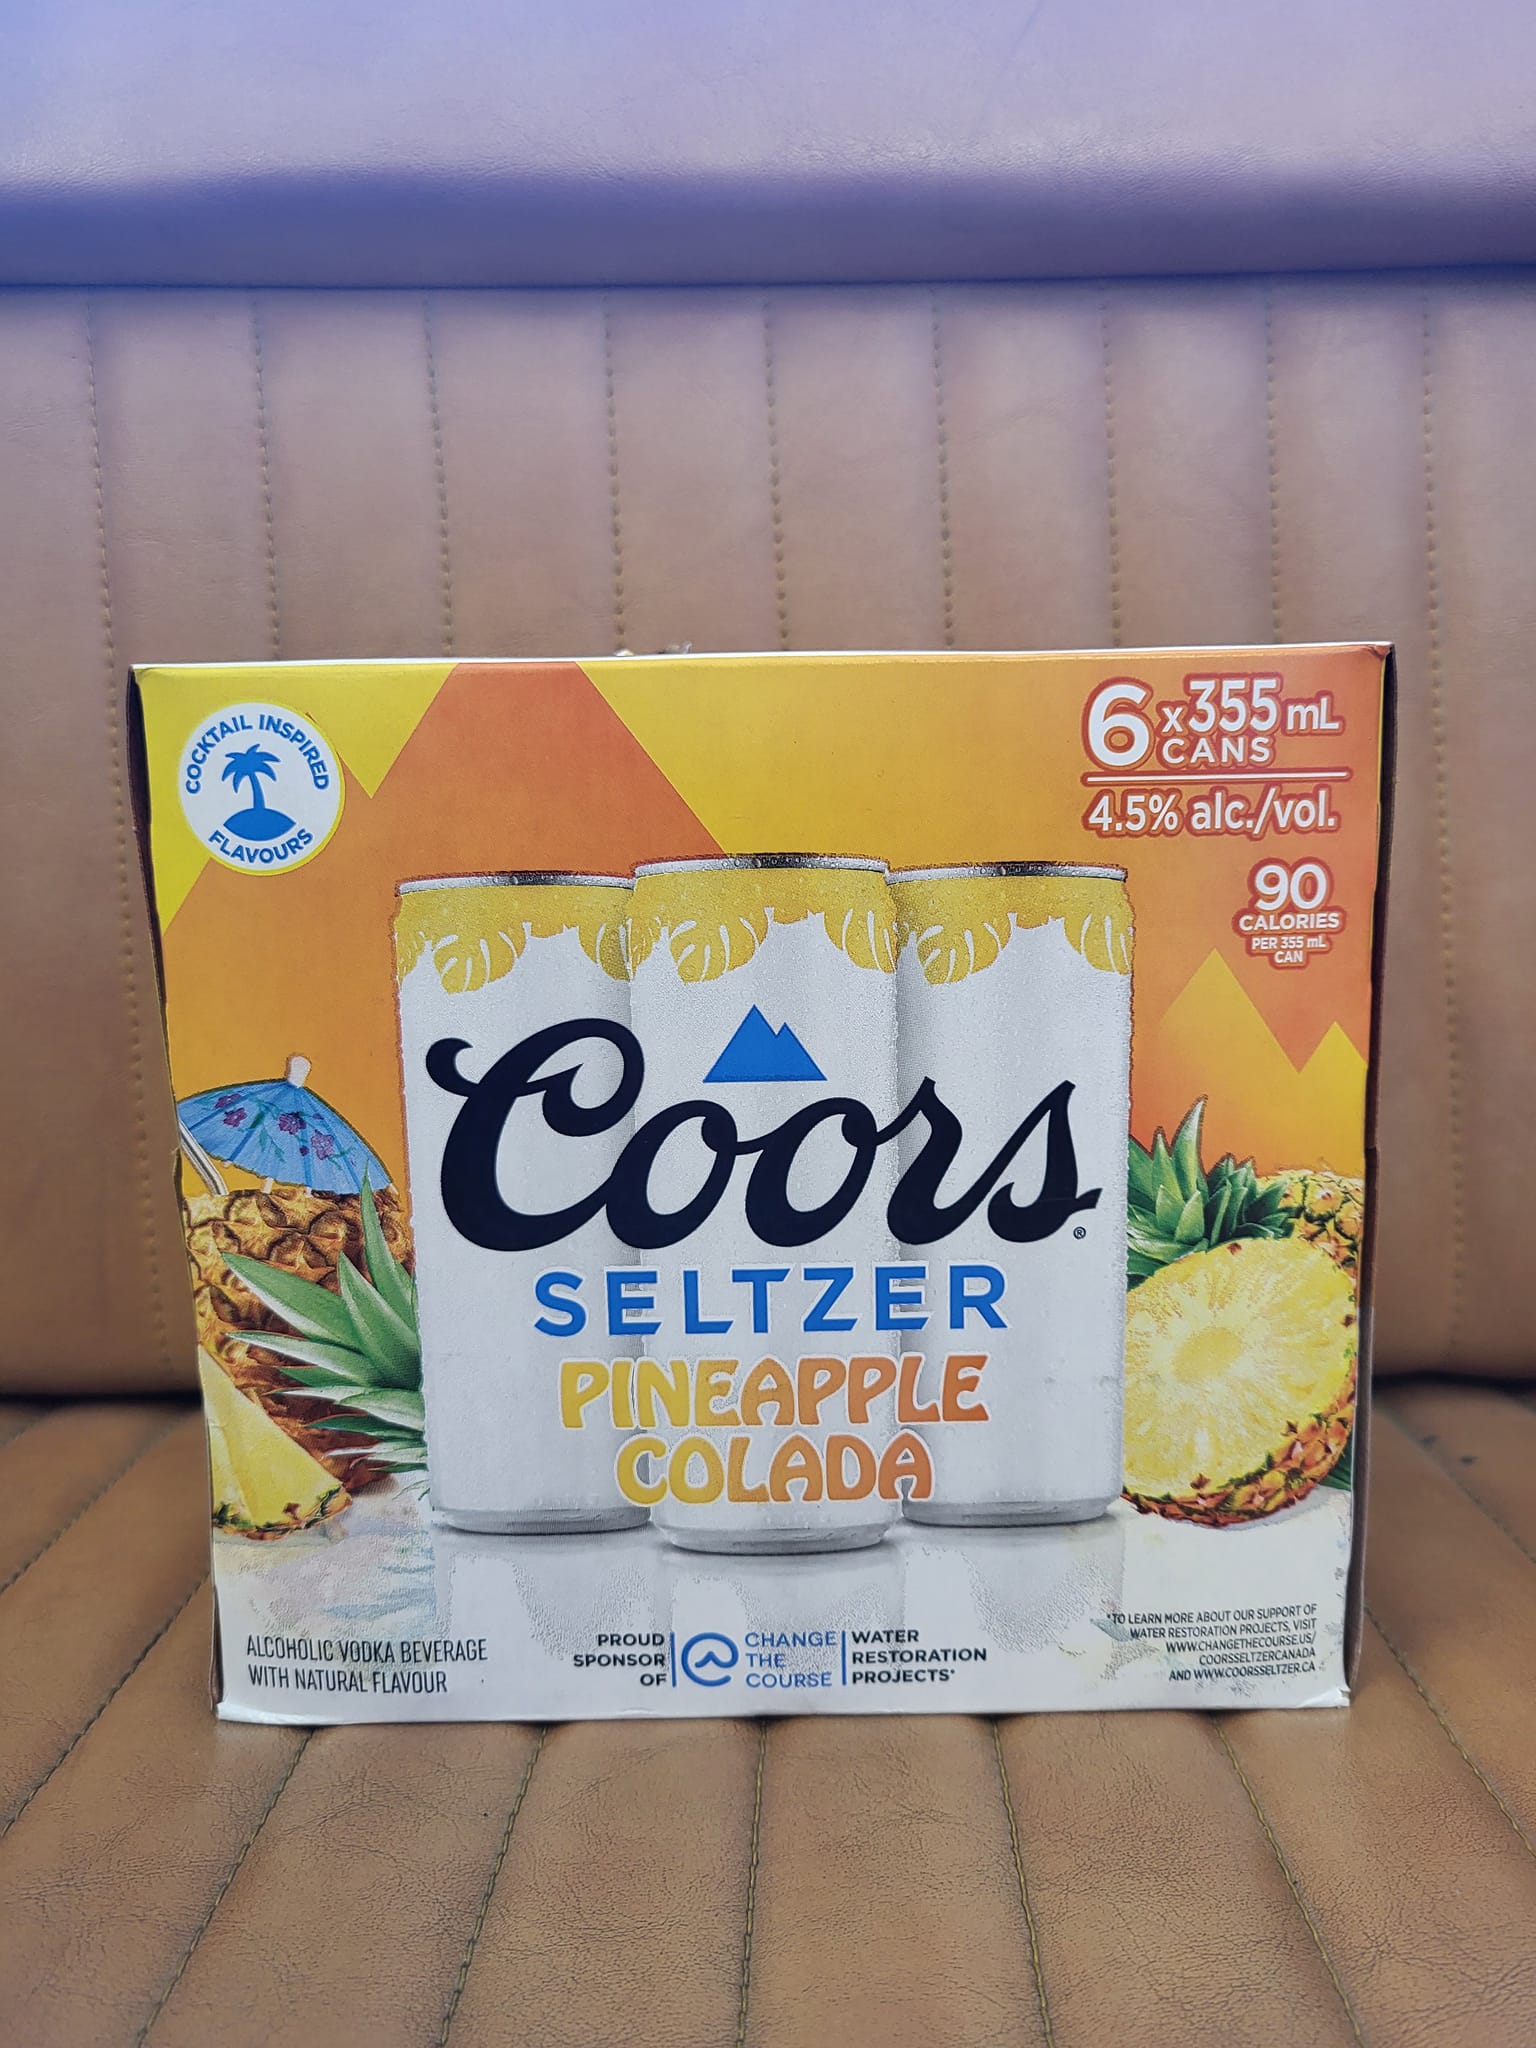 COCKTAIL INSPIRED
FLAVOURS
6 x 355 mL
CANS
4.5% alc./vol.
90
CALORIES
PER 355 mL
CAN
Coors®
SELTZER
PINEAPPLE
COLADA
ALCOHOLIC VODKA BEVERAGE
WITH NATURAL FLAVOUR
PROUD
SPONSOR
OF
CHANGE
THE
COURSE
WATER
RESTORATION
PROJECTS*
*TO LEARN MORE ABOUT OUR SUPPORT OF
WATER RESTORATION PROJECTS, VISIT
WWW.CHANGETHECOURSE.US/
COORSSELTZERCANADA
AND WWW.COORSSELTZER.CA